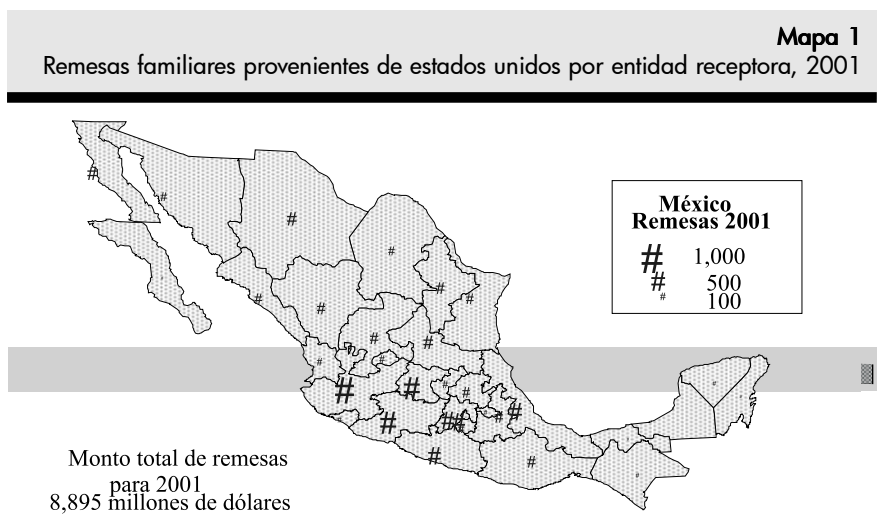 Mapa 1
Remesas familiares provenientes de estados unidos por entidad receptora, 2001
México
Remesas 2001
# 1,000
# 500
# 100
Monto total de remesas
para 2001
8,895 millones de dólares